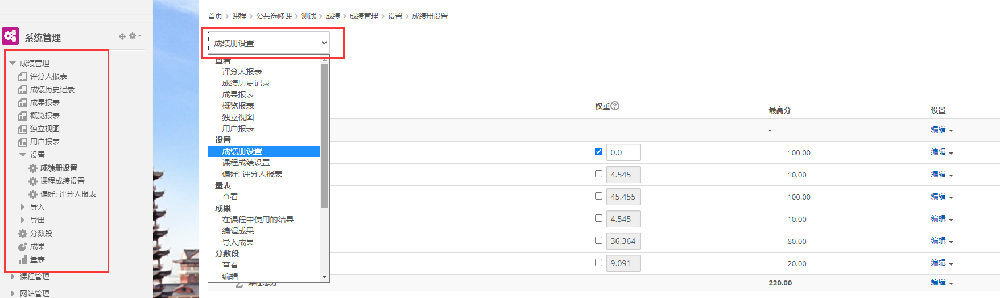 首页 > 课程 > 公共选修课 > 测试 > 成绩 > 成绩管理 > 设置 > 成绩册设置
系统管理
成绩管理
评分人报表
成绩历史记录
成果报表
概览报表
独立视图
用户报表
设置
成绩册设置
课程成绩设置
偏好: 评分人报表
导入
导出
分数段
成果
量表
课程管理
网站管理
成绩册设置
查看
评分人报表
成绩历史记录
成果报表
概览报表
独立视图
用户报表
设置
成绩册设置
课程成绩设置
偏好: 评分人报表
量表
查看
成果
在课程中使用的结果
编辑成果
导入成果
分数段
查看
编辑
权重 最高分 设置
- 编辑
0.0 100.00 编辑
4.545 10.00 编辑
45.455 100.00 编辑
4.545 10.00 编辑
36.364 80.00 编辑
9.091 20.00 编辑
课程总分 220.00 编辑